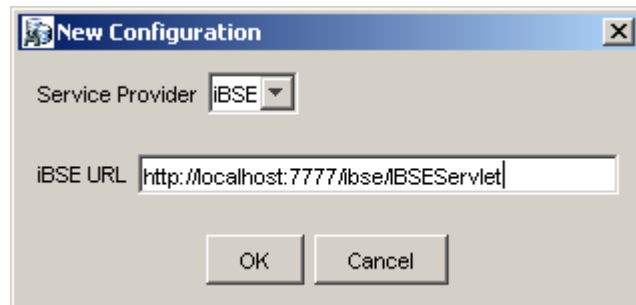 New Configuration
Service Provider iBSE
iBSE URL http://localhost:7777/ibse/IBSEServlet
OK Cancel